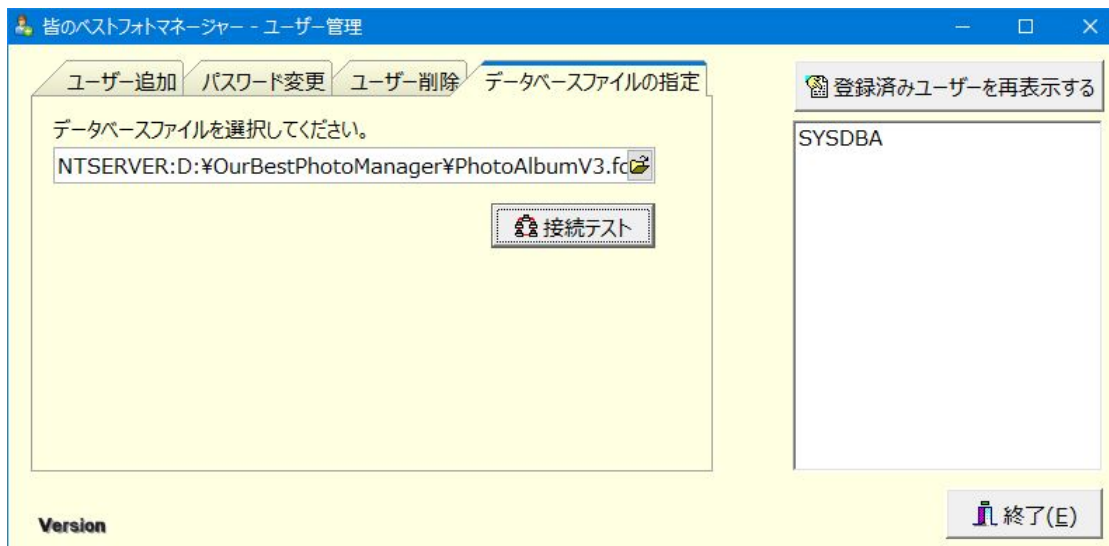 皆のベストフォトマネージャー - ユーザー管理
ユーザー追加 パスワード変更 ユーザー削除 データベースファイルの指定
登録済みユーザーを再表示する
データベースファイルを選択してください。
NTSERVER:D:¥OurBestPhotoManager¥PhotoAlbumV3.fc
SYSDBA
接続テスト
Version
終了(E)